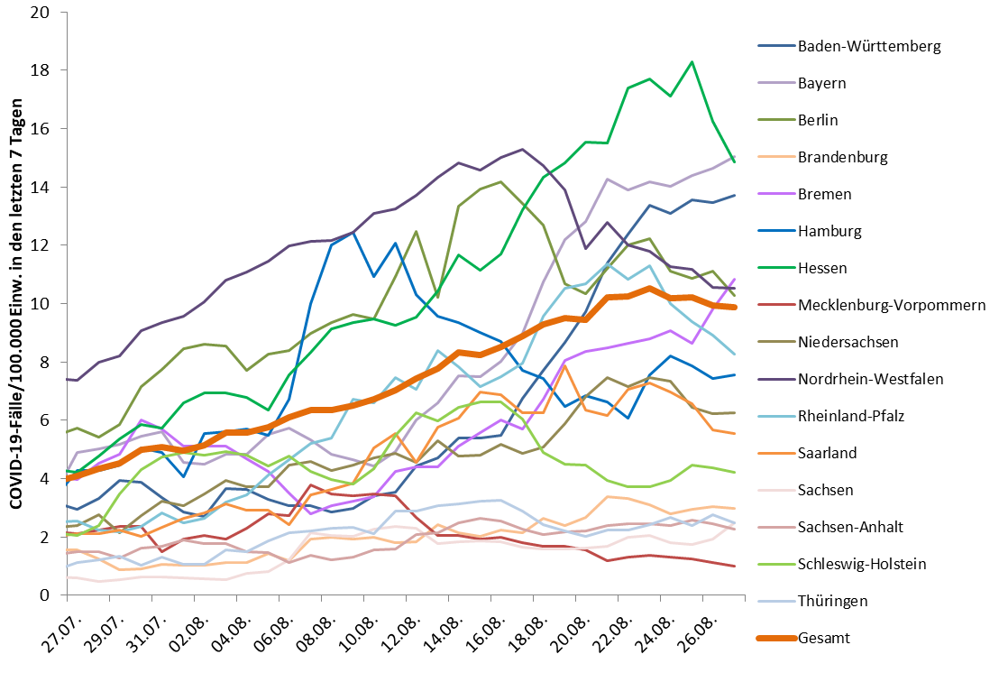 COVID-19-Fälle/100.000 Einw. in den letzten 7 Tagen
20
18
16
14
12
10
8
6
4
2
0
27.07.
29.07.
31.07.
02.08.
04.08.
06.08.
08.08.
10.08.
12.08.
14.08.
16.08.
18.08.
20.08.
22.08.
24.08.
26.08.
Baden-Württemberg
Bayern
Berlin
Brandenburg
Bremen
Hamburg
Hessen
Mecklenburg-Vorpommern
Niedersachsen
Nordrhein-Westfalen
Rheinland-Pfalz
Saarland
Sachsen
Sachsen-Anhalt
Schleswig-Holstein
Thüringen
Gesamt